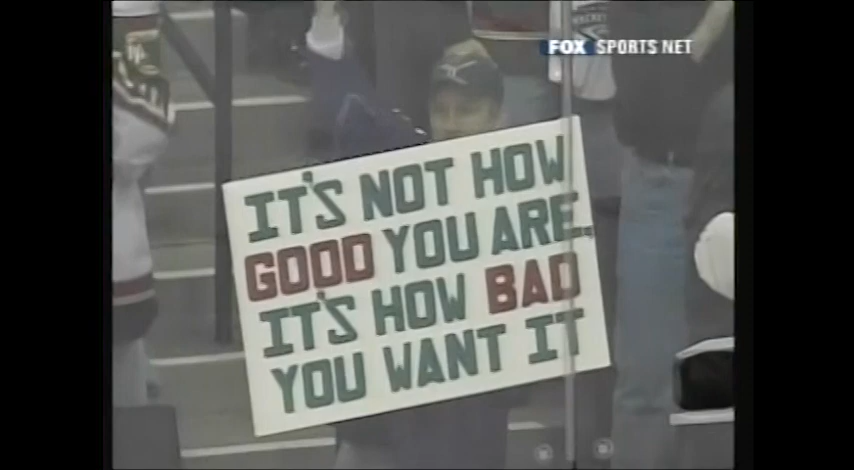 FOX SPORTS NET
IT'S NOT HOW
GOOD YOU ARE,
IT'S HOW BAD
YOU WANT IT